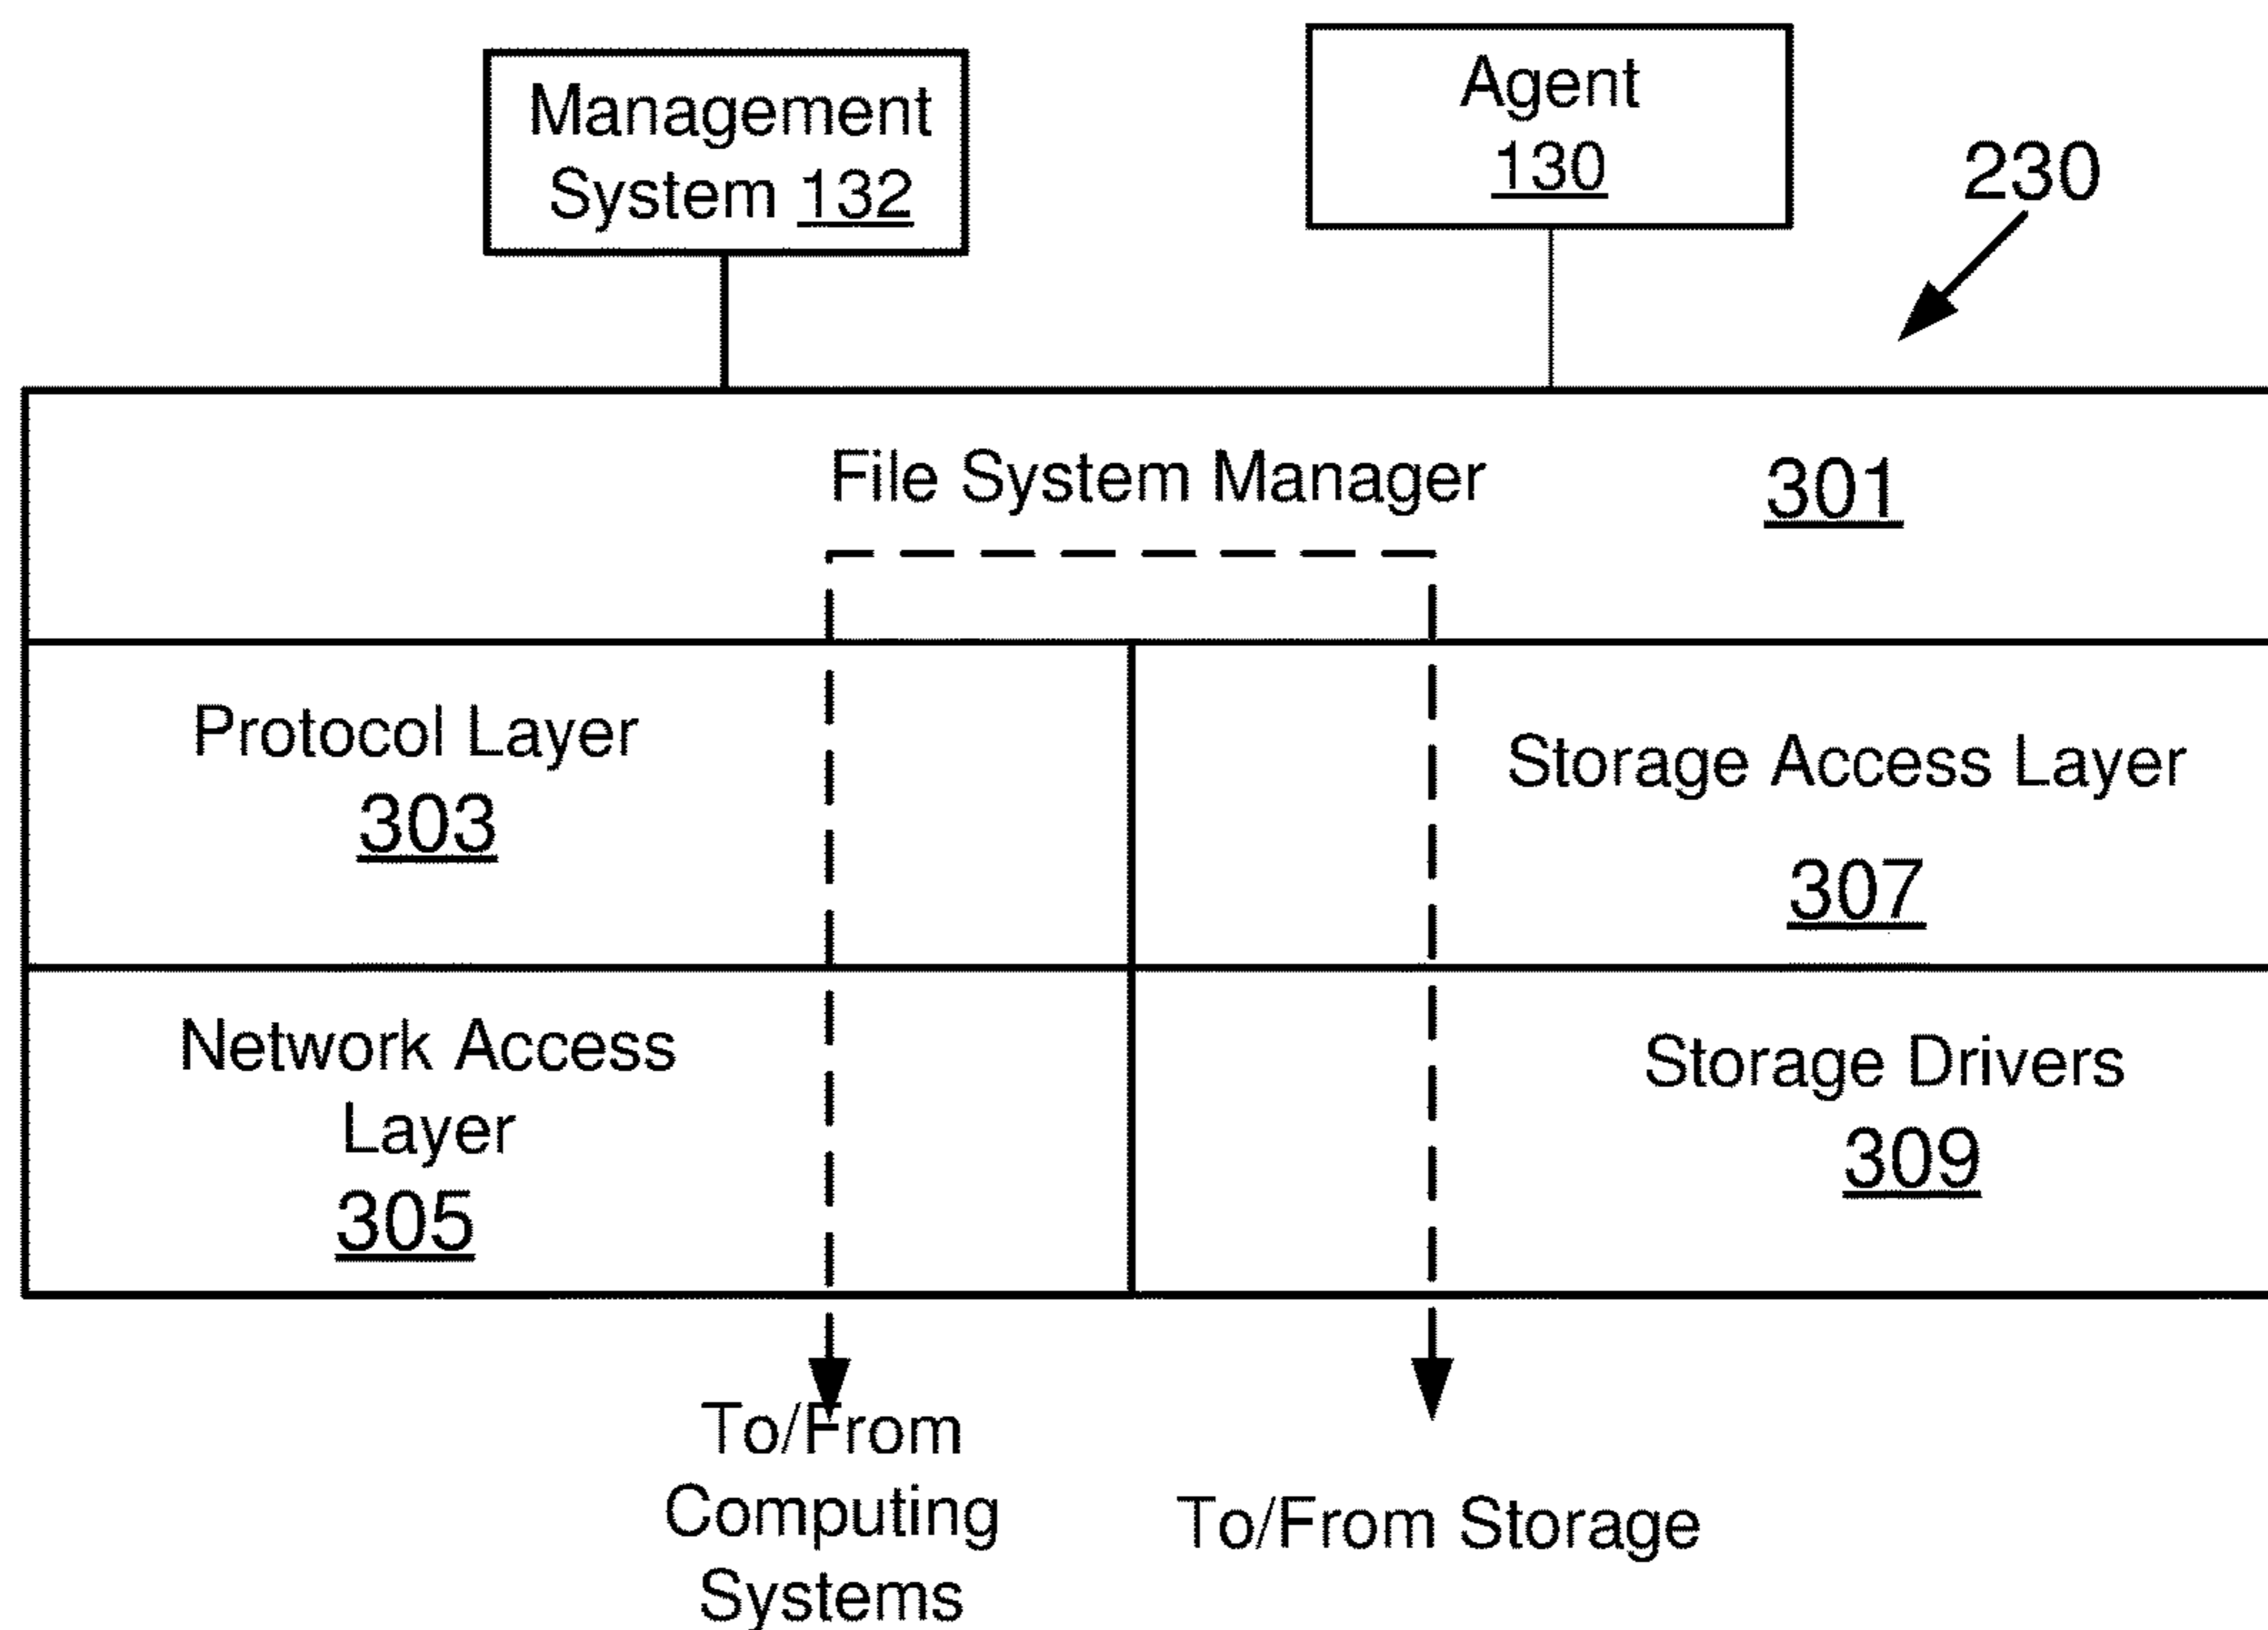 Management
System 132
Agent
130
230
File System Manager
301
Protocol Layer
303
Storage Access Layer
307
Network Access
Layer
305
Storage Drivers
309
To/From
Computing
Systems
To/From Storage